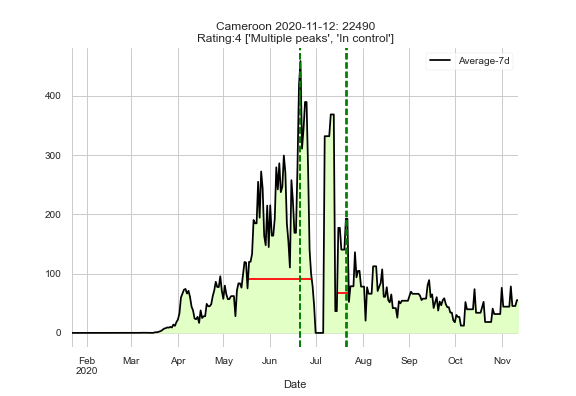 Cameroon 2020-11-12: 22490
Rating:4 ['Multiple peaks', 'In control']
Average-7d
400
300
200
100
0
Feb Mar Apr May Jun Jul Aug Sep Oct Nov
2020
Date